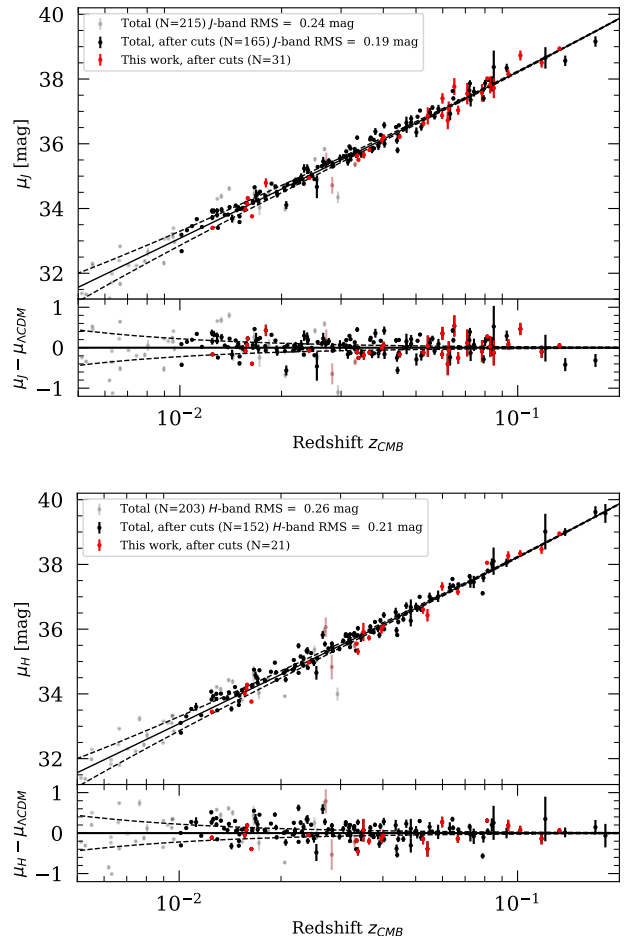 Total (N=215) J-band RMS = 0.24 mag
Total, after cuts (N=165) J-band RMS = 0.19 mag
This work, after cuts (N=31)
40
38
36
34
32
μJ [mag]
1
0
−1
μJ − μΛCDM
10⁻² 10⁻¹
Redshift zCMB
Total (N=203) H-band RMS = 0.26 mag
Total, after cuts (N=152) H-band RMS = 0.21 mag
This work, after cuts (N=21)
40
38
36
34
32
μH [mag]
1
0
−1
μH − μΛCDM
10⁻² 10⁻¹
Redshift zCMB